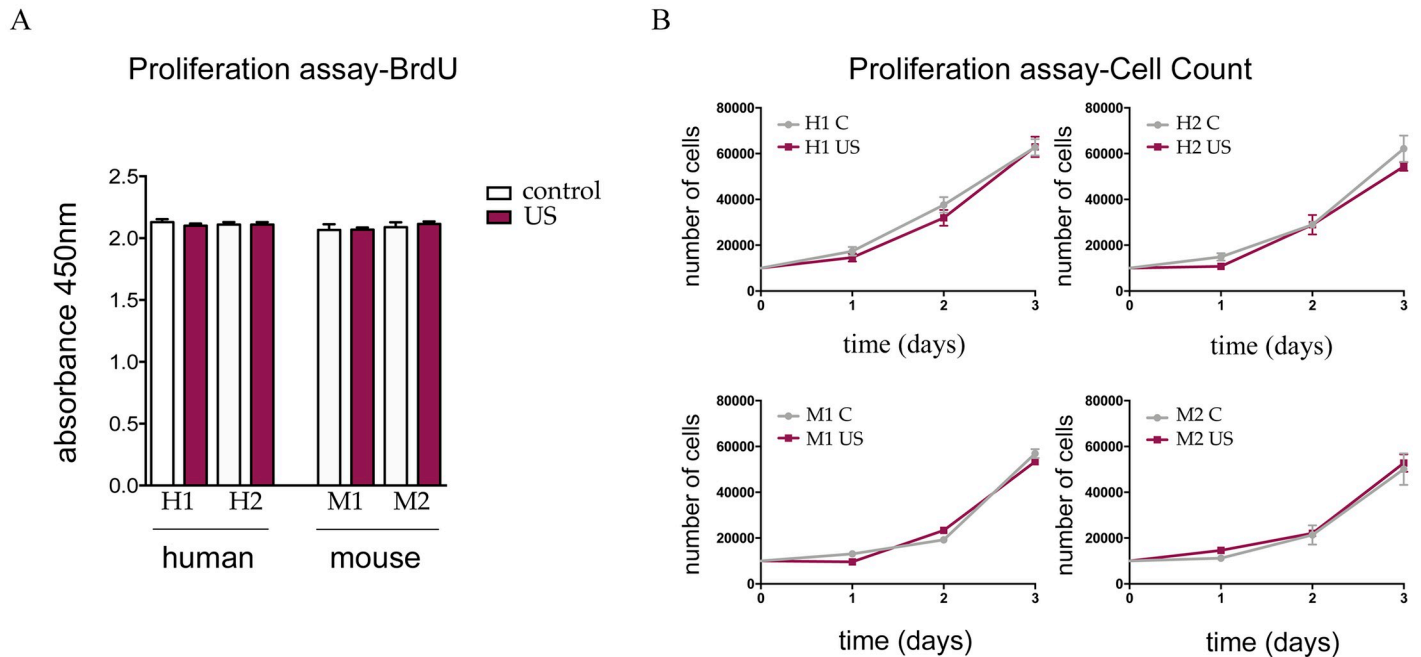 A
Proliferation assay-BrdU
absorbance 450nm
2.5
2.0
1.5
1.0
0.5
0.0
control
US
H1 H2 M1 M2
human mouse
B
Proliferation assay-Cell Count
number of cells
80000
60000
40000
20000
0
H1 C
H1 US
0 1 2 3
time (days)
number of cells
80000
60000
40000
20000
0
H2 C
H2 US
0 1 2 3
time (days)
number of cells
80000
60000
40000
20000
0
M1 C
M1 US
0 1 2 3
time (days)
number of cells
80000
60000
40000
20000
0
M2 C
M2 US
0 1 2 3
time (days)